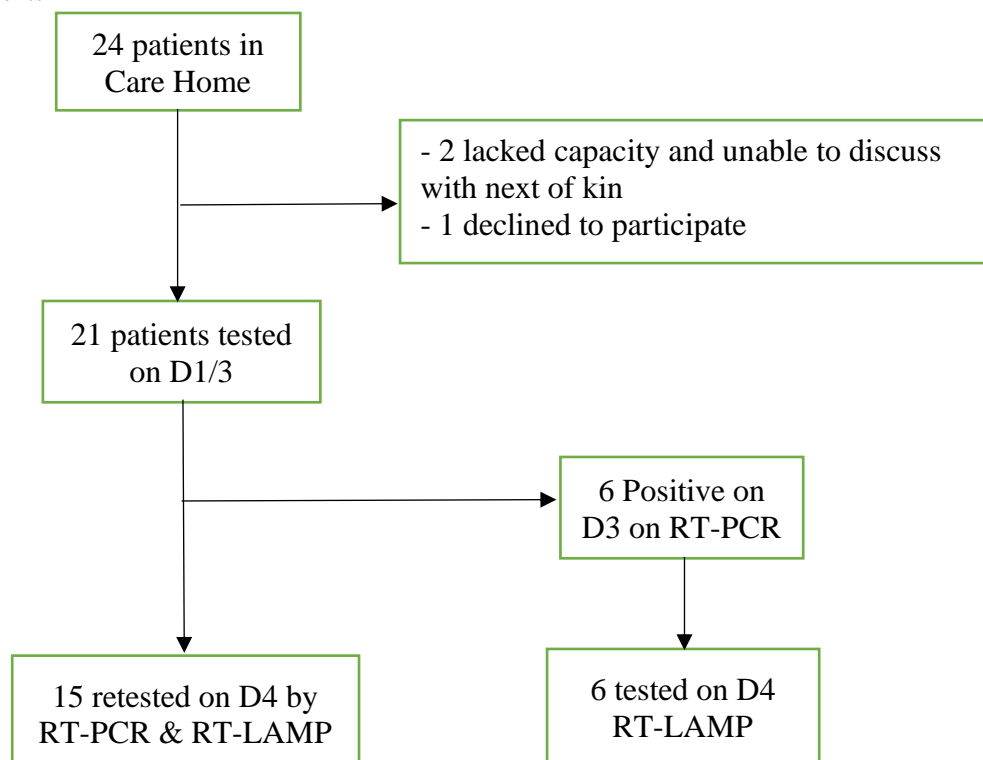 24 patients in
Care Home
- 2 lacked capacity and unable to discuss
with next of kin
- 1 declined to participate
21 patients tested
on D1/3
6 Positive on
D3 on RT-PCR
15 retested on D4 by
RT-PCR & RT-LAMP
6 tested on D4
RT-LAMP